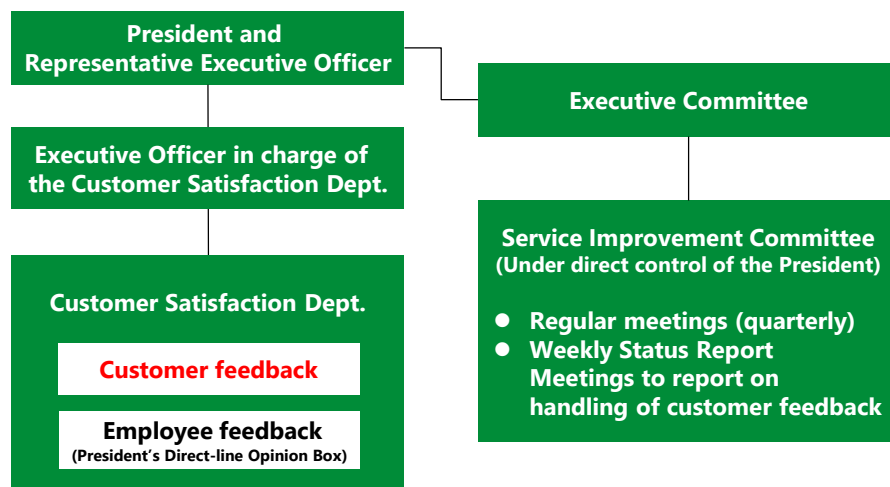 President and
Representative Executive Officer
Executive Officer in charge of
the Customer Satisfaction Dept.
Customer Satisfaction Dept.
Customer feedback
Employee feedback
(President's Direct-line Opinion Box)
Executive Committee
Service Improvement Committee
(Under direct control of the President)
● Regular meetings (quarterly)
● Weekly Status Report
Meetings to report on
handling of customer feedback